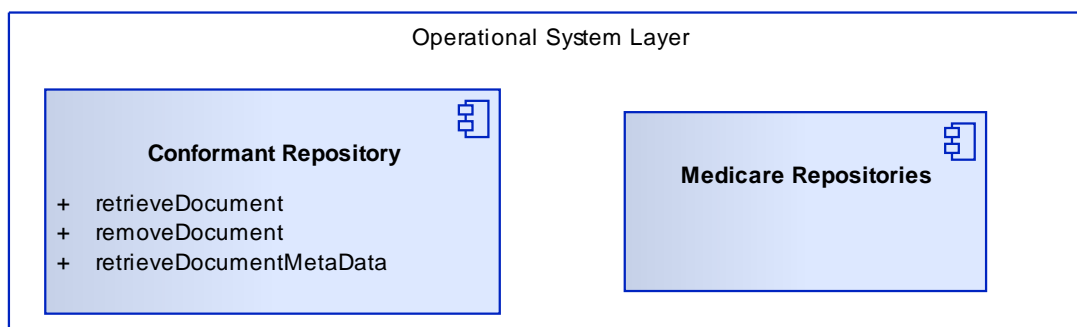 Operational System Layer
Conformant Repository
+ retrieveDocument
+ removeDocument
+ retrieveDocumentMetaData
Medicare Repositories